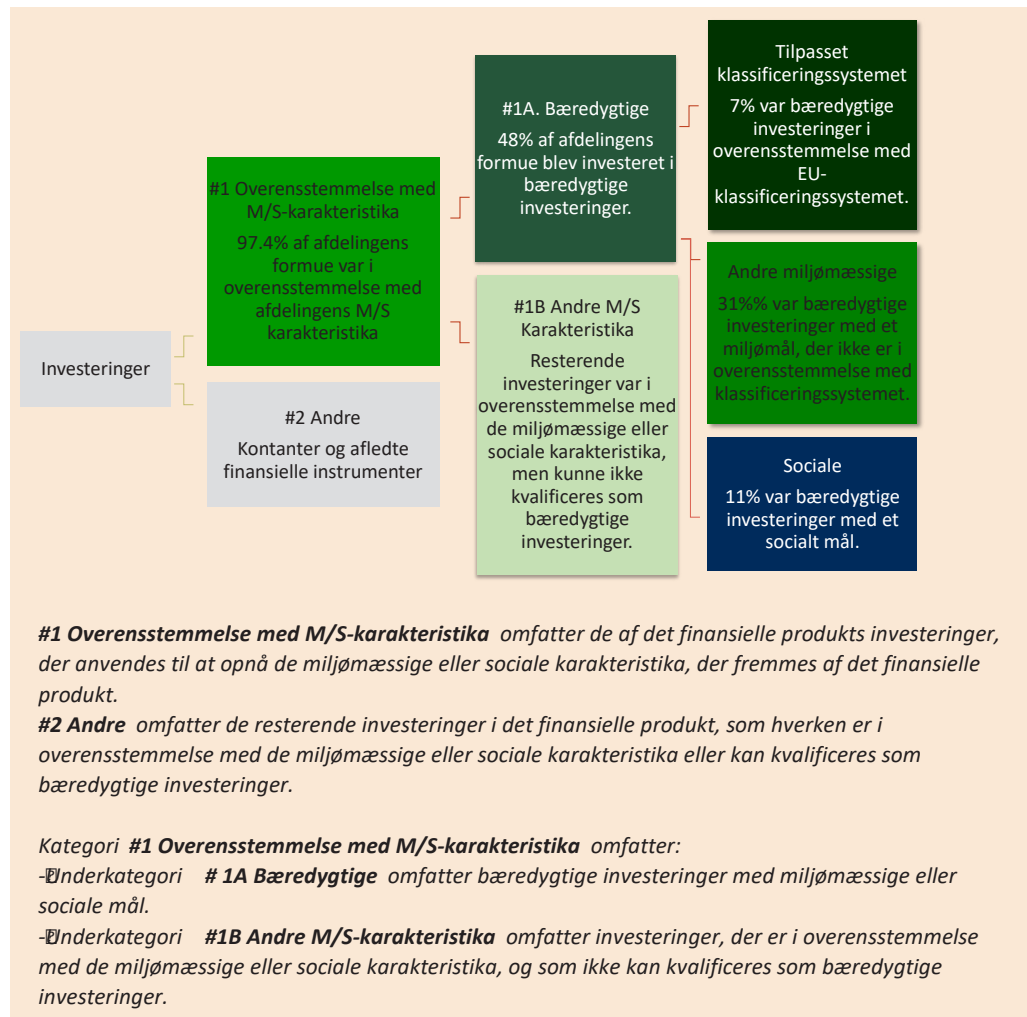 Investeringer
#1 Overensstemmelse med
M/S-karakteristika
97.4% af afdelingens
formue var i
overensstemmelse med
afdelingens M/S
karakteristika
#2 Andre
Kontanter og afledte
finansielle instrumenter
#1A. Bæredygtige
48% af afdelingens
formue blev investeret i
bæredygtige
investeringer.
#1B Andre M/S
Karakteristika
Resterende
investeringer var i
overensstemmelse med
de miljømæssige eller
sociale karakteristika,
men kunne ikke
kvalificeres som
bæredygtige
investeringer.
Tilpasset
klassificeringssystemet
7% var bæredygtige
investeringer i
overensstemmelse med
EU-
klassificeringssystemet.
Andre miljømæssige
31%% var bæredygtige
investeringer med et
miljømål, der ikke er i
overensstemmelse med
klassificeringssystemet.
Sociale
11% var bæredygtige
investeringer med et
socialt mål.
#1 Overensstemmelse med M/S-karakteristika omfatter de af det finansielle produkts investeringer,
der anvendes til at opnå de miljømæssige eller sociale karakteristika, der fremmes af det finansielle
produkt.
#2 Andre omfatter de resterende investeringer i det finansielle produkt, som hverken er i
overensstemmelse med de miljømæssige eller sociale karakteristika eller kan kvalificeres som
bæredygtige investeringer.
Kategori #1 Overensstemmelse med M/S-karakteristika omfatter:
- Underkategori # 1A Bæredygtige omfatter bæredygtige investeringer med miljømæssige eller
sociale mål.
- Underkategori #1B Andre M/S-karakteristika omfatter investeringer, der er i overensstemmelse
med de miljømæssige eller sociale karakteristika, og som ikke kan kvalificeres som bæredygtige
investeringer.